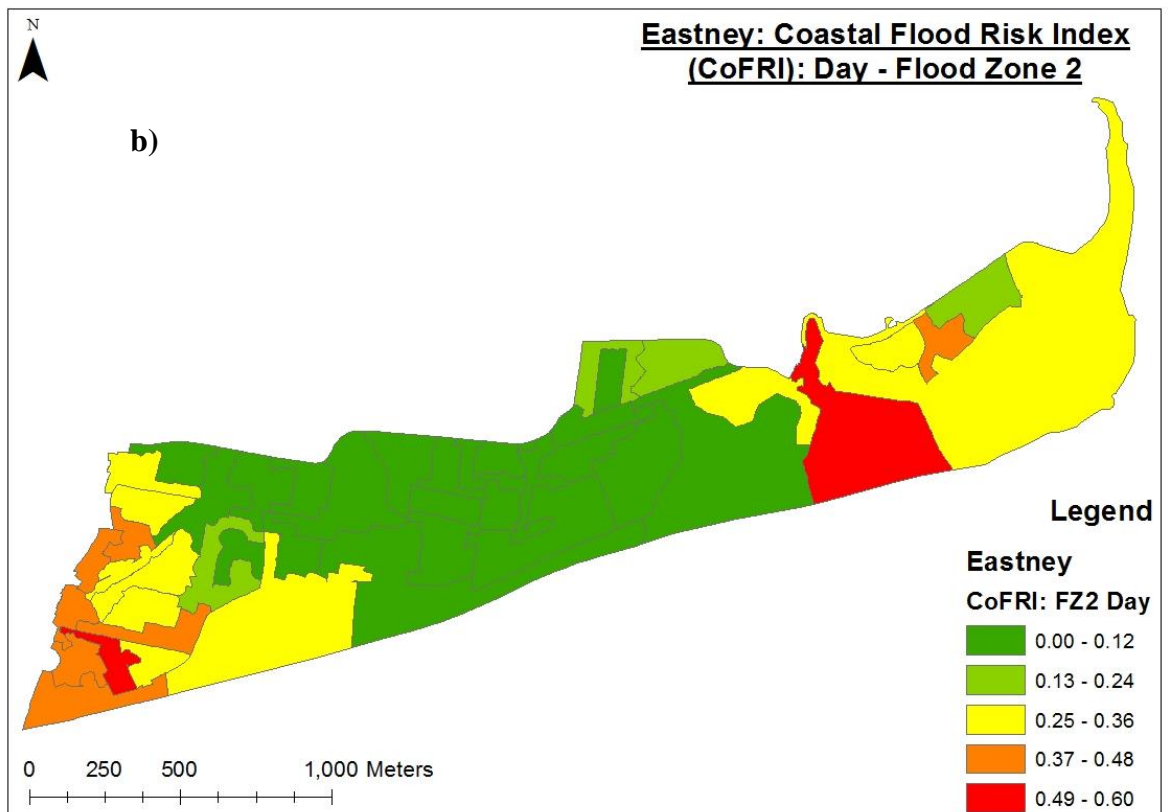 N
Eastney: Coastal Flood Risk Index
(CoFRI): Day - Flood Zone 2
b)
Legend
Eastney
CoFRI: FZ2 Day
0.00 - 0.12
0.13 - 0.24
0.25 - 0.36
0.37 - 0.48
0.49 - 0.60
0 250 500 1,000 Meters